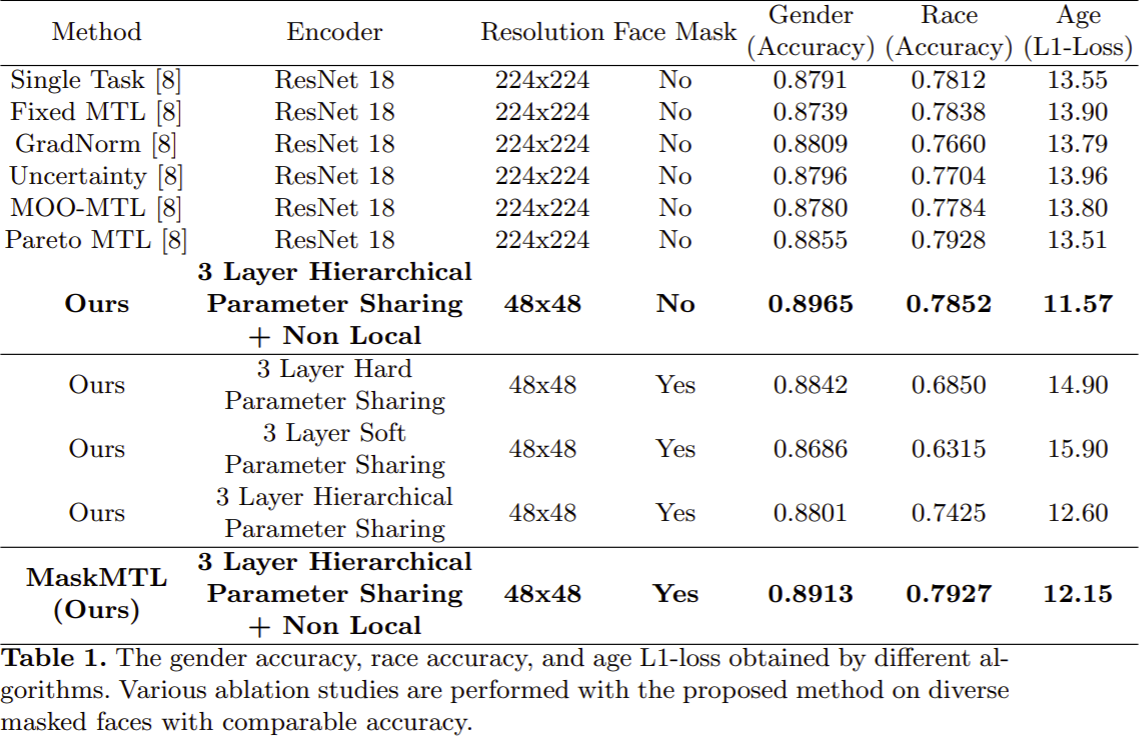 Method Encoder Resolution Face Mask Gender (Accuracy) Race (Accuracy) Age (L1-Loss)
Single Task [8] ResNet 18 224x224 No 0.8791 0.7812 13.55
Fixed MTL [8] ResNet 18 224x224 No 0.8739 0.7838 13.90
GradNorm [8] ResNet 18 224x224 No 0.8809 0.7660 13.79
Uncertainty [8] ResNet 18 224x224 No 0.8796 0.7704 13.96
MOO-MTL [8] ResNet 18 224x224 No 0.8780 0.7784 13.80
Pareto MTL [8] ResNet 18 224x224 No 0.8855 0.7928 13.51
3 Layer Hierarchical
Ours Parameter Sharing 48x48 No 0.8965 0.7852 11.57
+ Non Local
3 Layer Hard
Ours 48x48 Yes 0.8842 0.6850 14.90
Parameter Sharing
3 Layer Soft
Ours 48x48 Yes 0.8686 0.6315 15.90
Parameter Sharing
3 Layer Hierarchical
Ours 48x48 Yes 0.8801 0.7425 12.60
Parameter Sharing
MaskMTL 3 Layer Hierarchical
(Ours) Parameter Sharing 48x48 Yes 0.8913 0.7927 12.15
+ Non Local
Table 1. The gender accuracy, race accuracy, and age L1-loss obtained by different al-
gorithms. Various ablation studies are performed with the proposed method on diverse
masked faces with comparable accuracy.